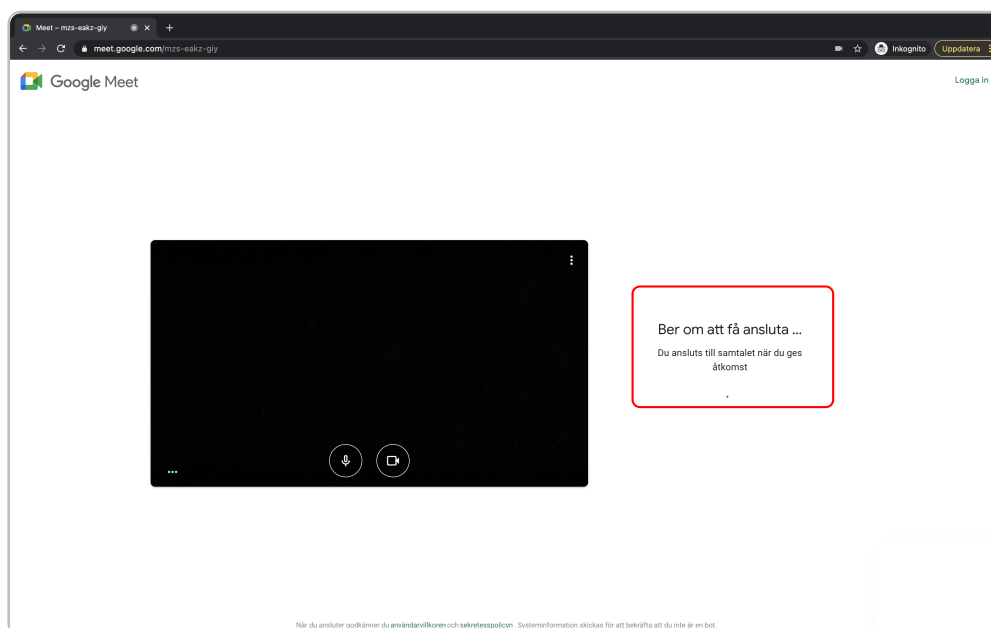 Meet – mzs-eakz-giy
meet.google.com/mzs-eakz-giy
Inkognito
Uppdatera
Google Meet
Logga in
Ber om att få ansluta ...
Du ansluts till samtalet när du ges
åtkomst
När du ansluter godkänner du användarvillkoren och sekretesspolicyn . Systeminformation skickas för att bekräfta att du inte är en bot.